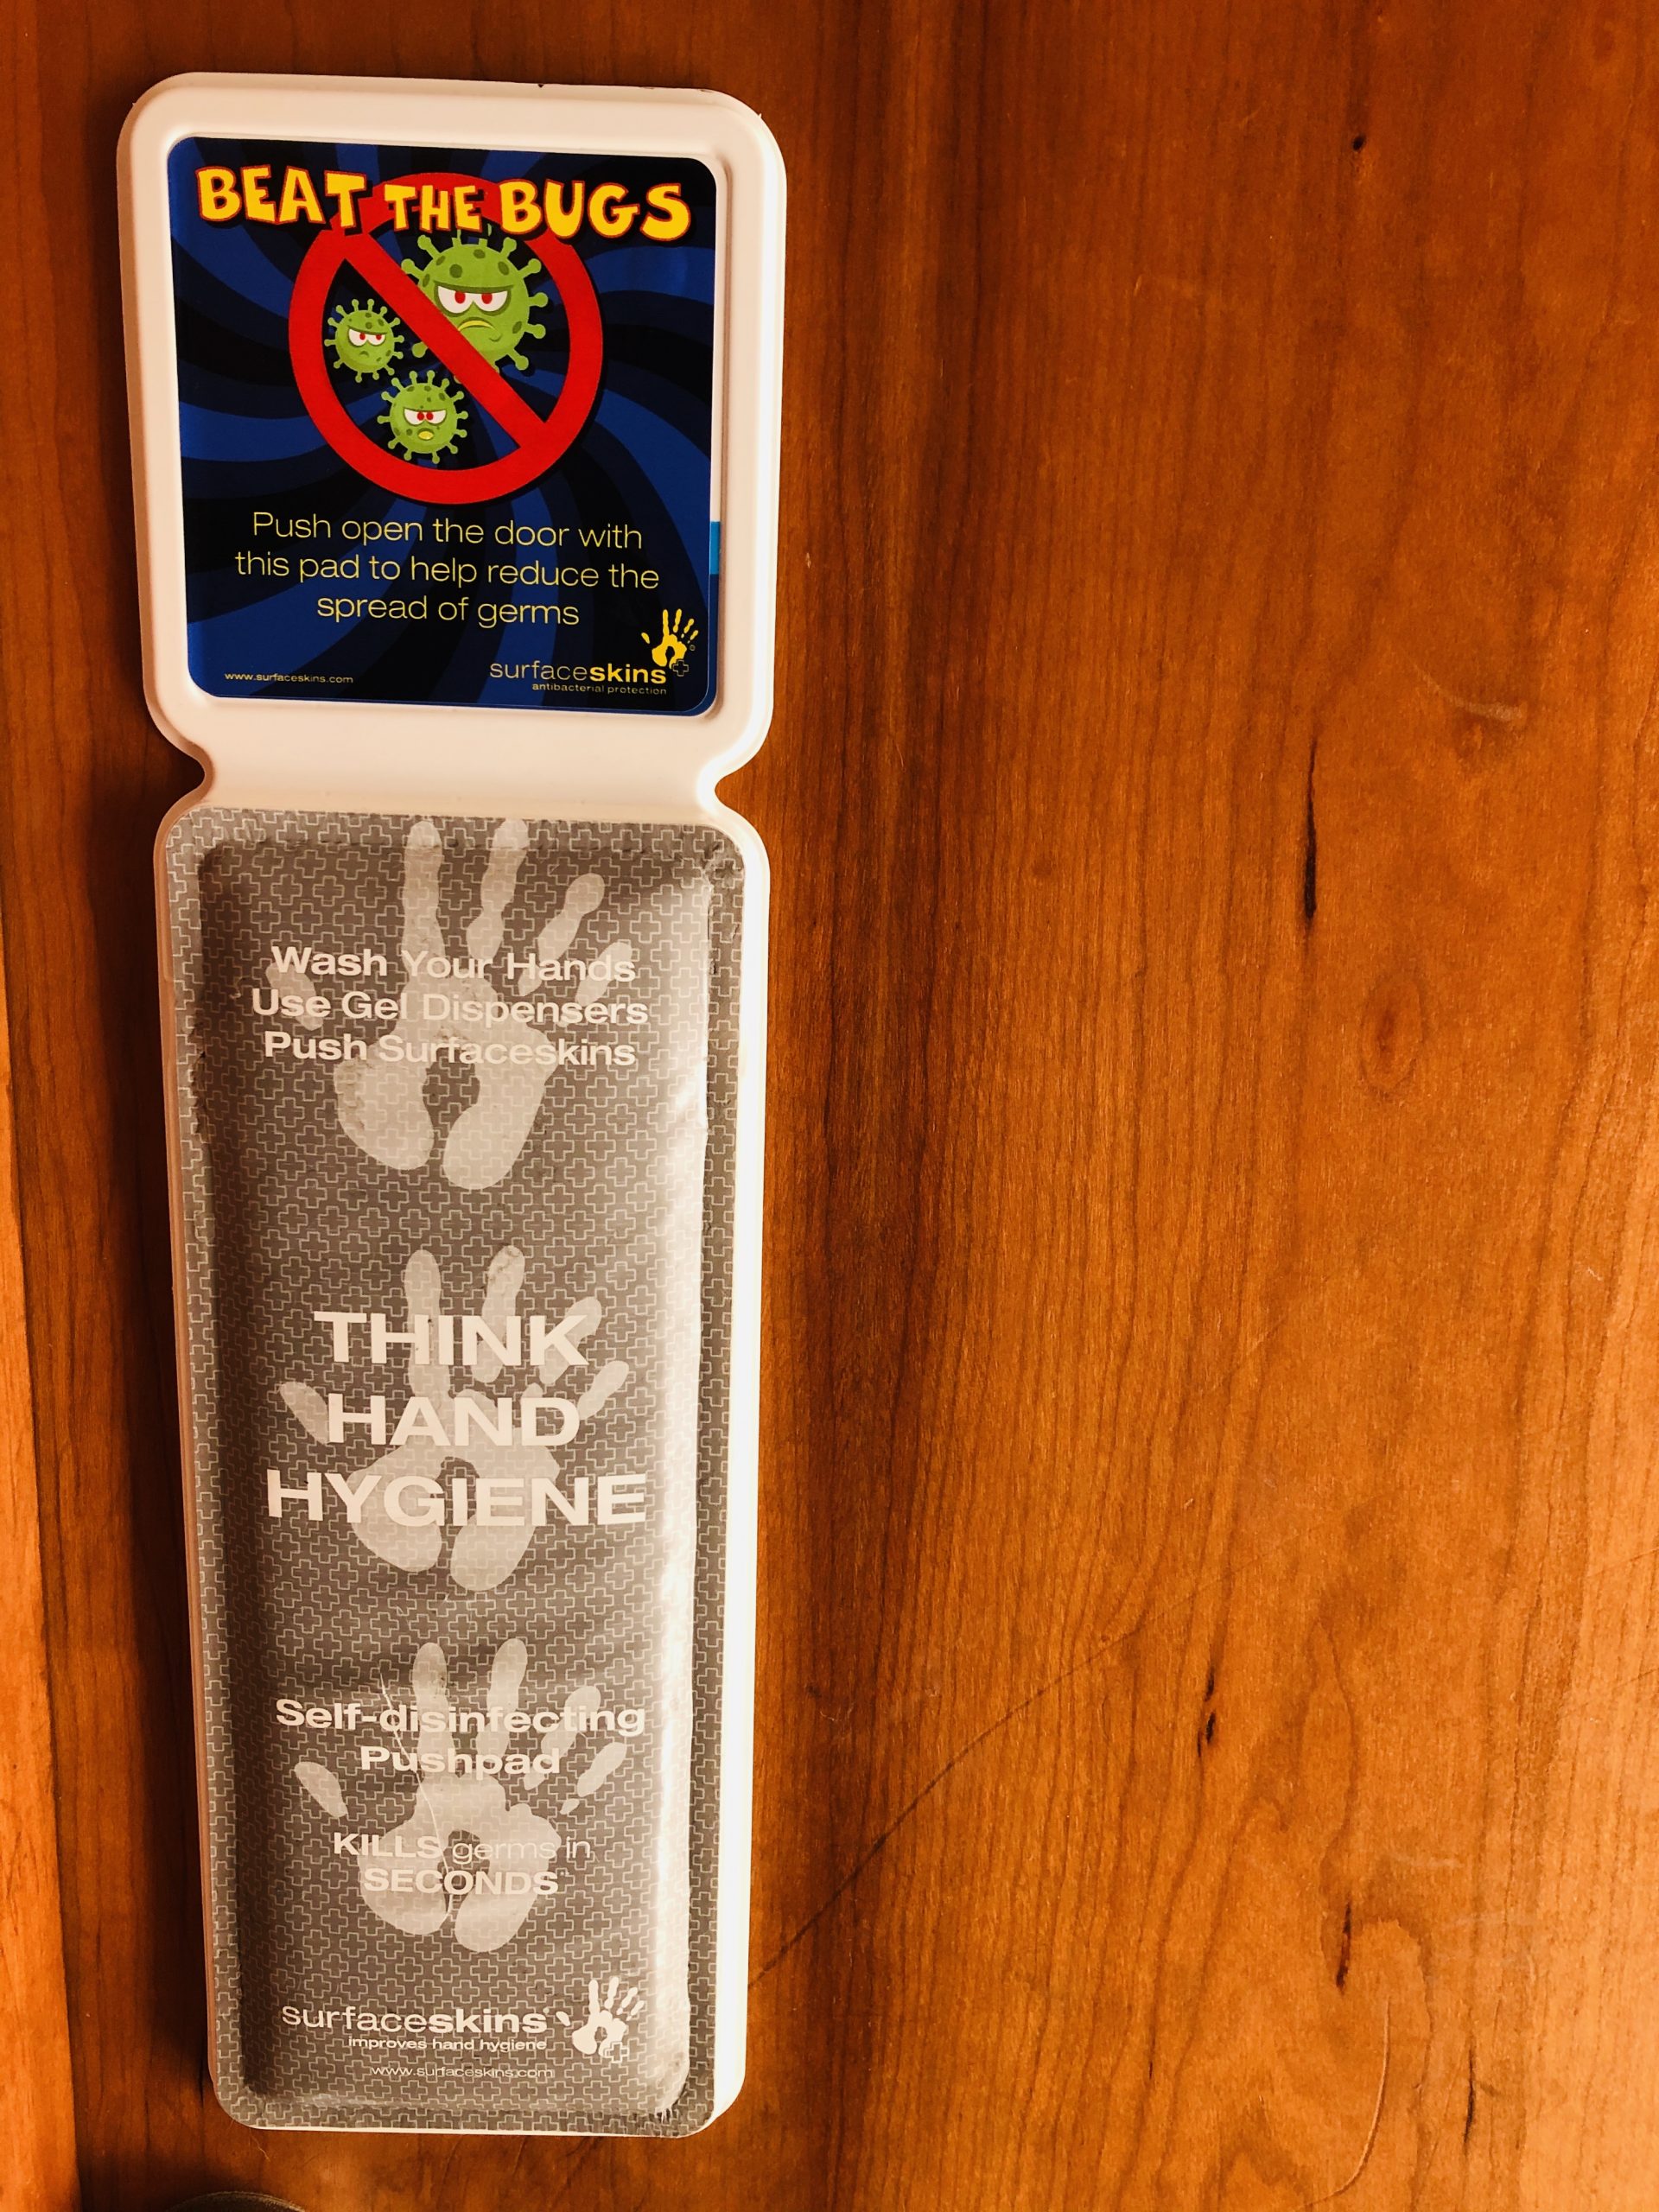 BEAT THE BUGS
Push open the door with
this pad to help reduce the
spread of germs
www.surfaceskins.com
surfaceskins
antibacterial protection
Wash Your Hands
Use Gel Dispensers
Push Surfaceskins
THINK
HAND
HYGIENE
Self-disinfecting
Pushpad
KILLS germs in
SECONDS
surfaceskins
improves hand hygiene
www.surfaceskins.com